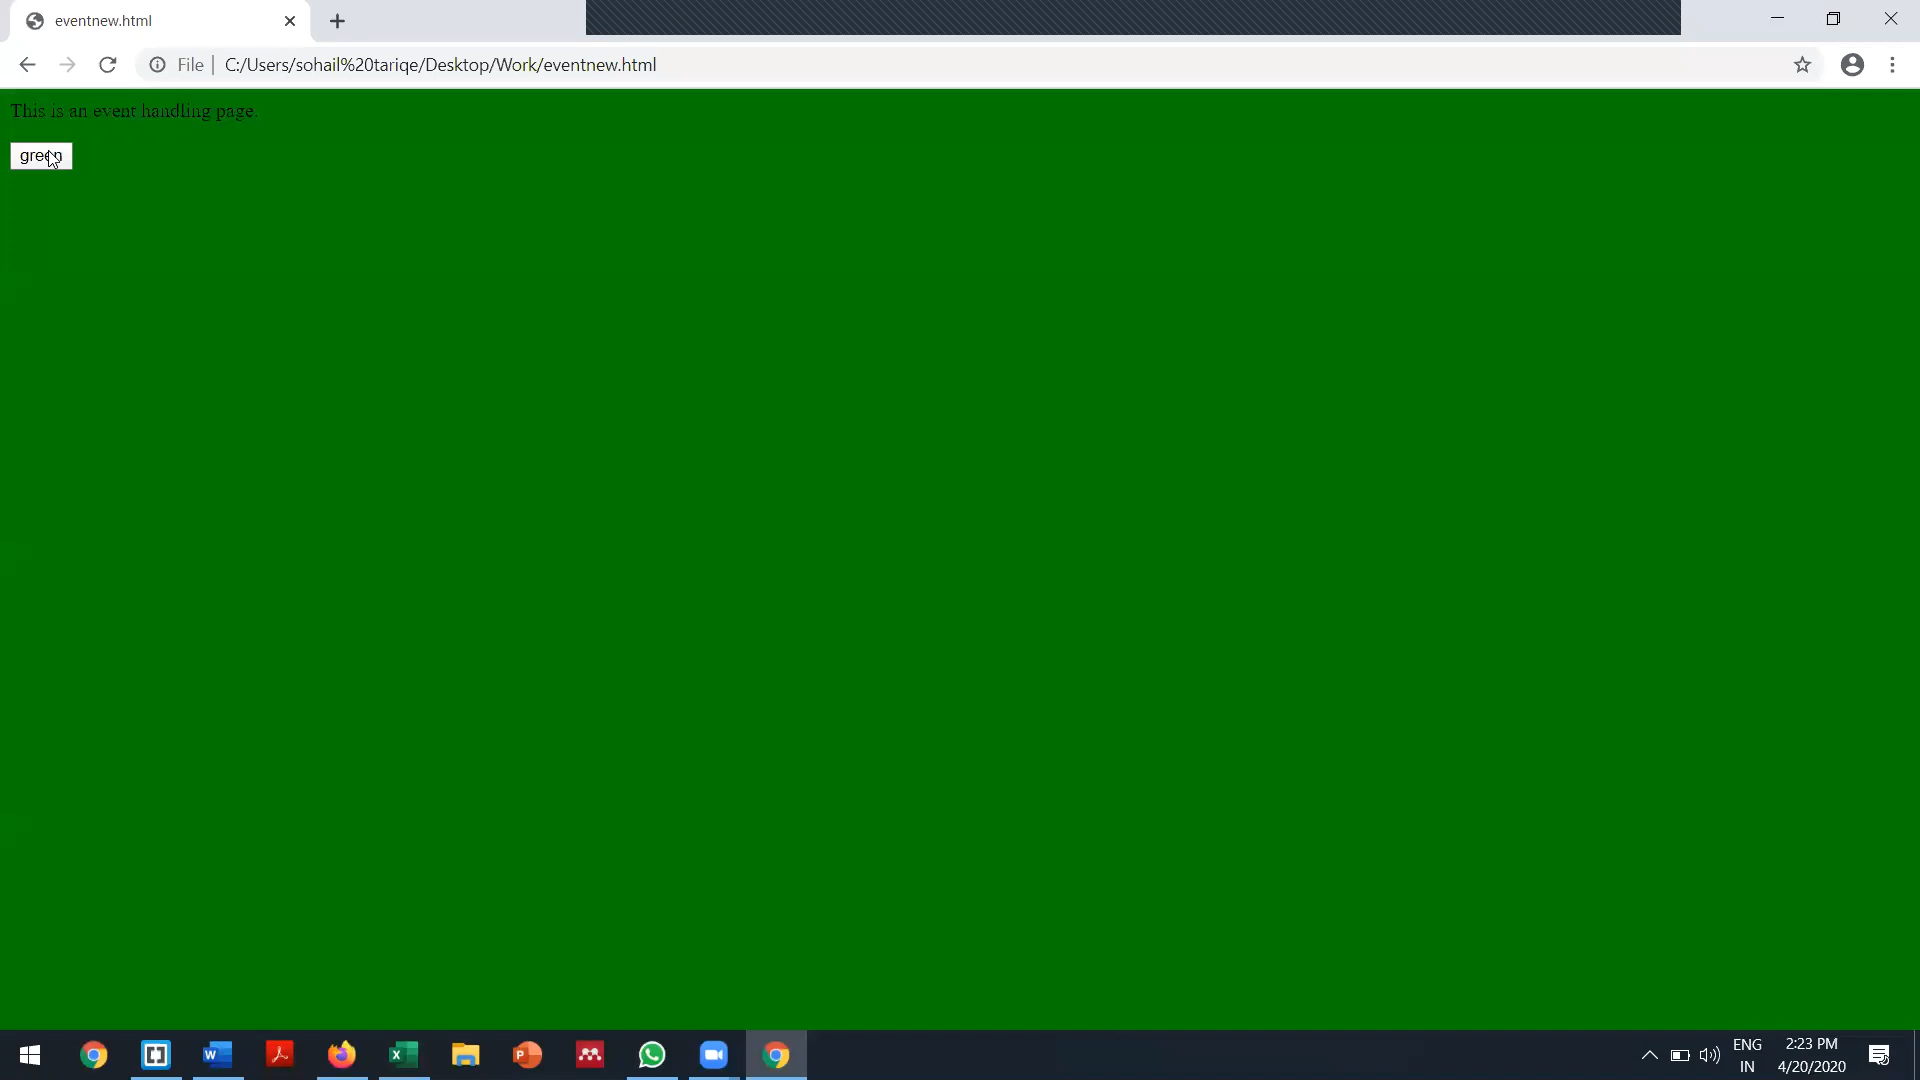 eventnew.html
File | C:/Users/sohail%20tariqe/Desktop/Work/eventnew.html
This is an event handling page.
green
ENG
IN
2:23 PM
4/20/2020